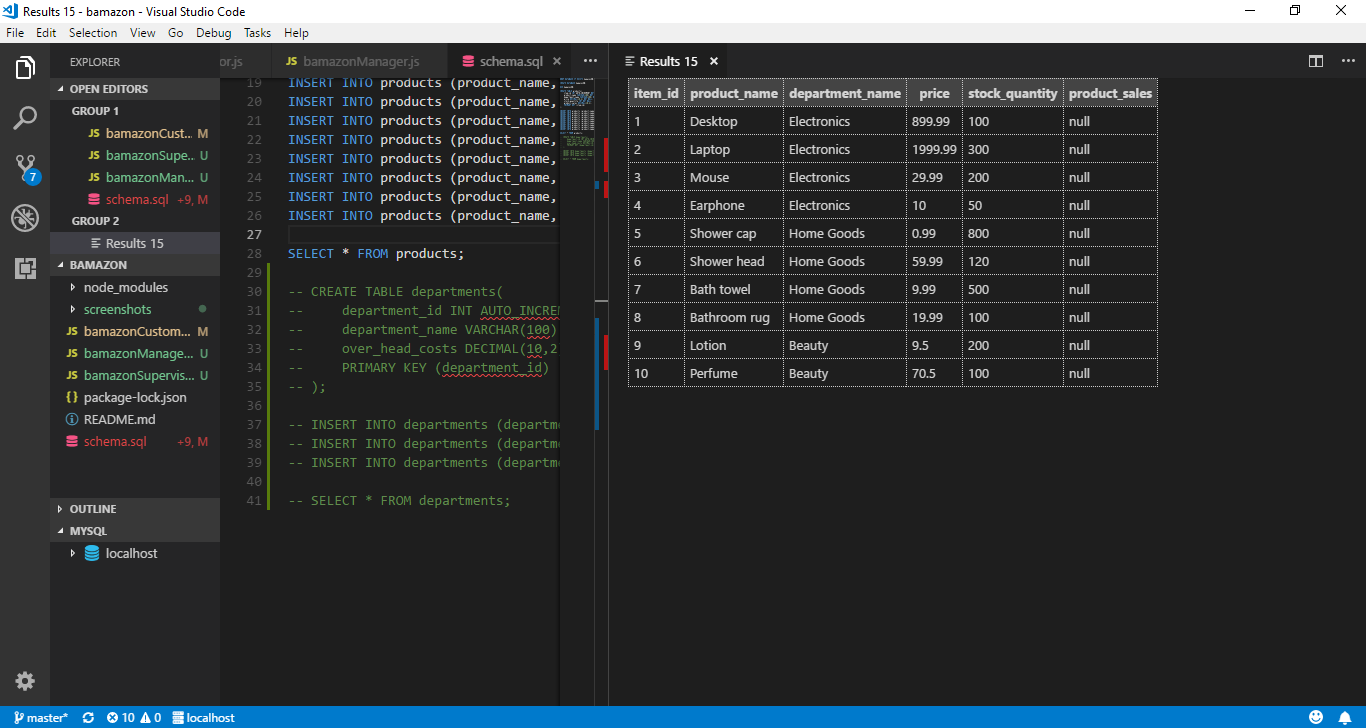 Results 15 - bamazon - Visual Studio Code
File Edit Selection View Go Debug Tasks Help
EXPLORER
OPEN EDITORS
GROUP 1
JS bamazonCust... M
JS bamazonSupe... U
JS bamazonMan... U
schema.sql +9, M
GROUP 2
Results 15
BAMAZON
node_modules
screenshots
JS bamazonCustom... M
JS bamazonManage... U
JS bamazonSupervis... U
{} package-lock.json
README.md
schema.sql +9, M
OUTLINE
MYSQL
localhost
7
or.js JS bamazonManager.js schema.sql × ...
19 INSERT INTO products (product_name,
20 INSERT INTO products (product_name,
21 INSERT INTO products (product_name,
22 INSERT INTO products (product_name,
23 INSERT INTO products (product_name,
24 INSERT INTO products (product_name,
25 INSERT INTO products (product_name,
26 INSERT INTO products (product_name,
27
28 SELECT * FROM products;
29
30 -- CREATE TABLE departments(
31 -- department_id INT AUTO_INCREM
32 -- department_name VARCHAR(100)
33 -- over_head_costs DECIMAL(10,2
34 -- PRIMARY KEY (department_id)
35 -- );
36
37 -- INSERT INTO departments (departm
38 -- INSERT INTO departments (departm
39 -- INSERT INTO departments (departm
40
41 -- SELECT * FROM departments;
Results 15 × ...
item_id product_name department_name price stock_quantity product_sales
1 Desktop Electronics 899.99 100 null
2 Laptop Electronics 1999.99 300 null
3 Mouse Electronics 29.99 200 null
4 Earphone Electronics 10 50 null
5 Shower cap Home Goods 0.99 800 null
6 Shower head Home Goods 59.99 120 null
7 Bath towel Home Goods 9.99 500 null
8 Bathroom rug Home Goods 19.99 100 null
9 Lotion Beauty 9.5 200 null
10 Perfume Beauty 70.5 100 null
master* 10 0 localhost